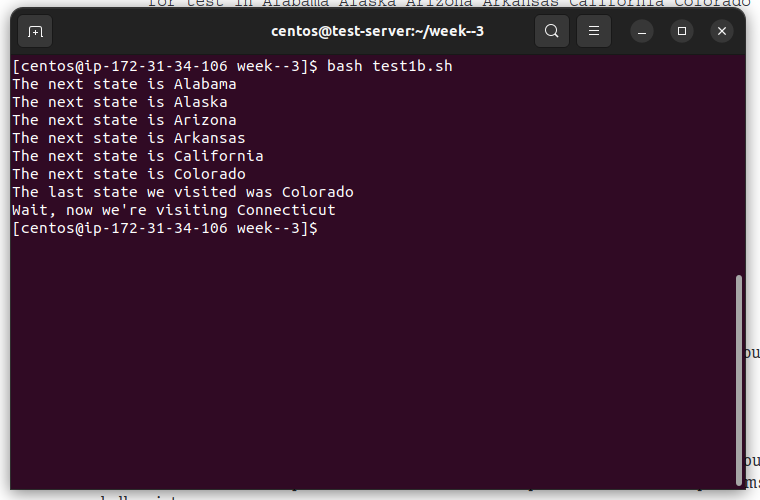 for test in Alabama Alaska Arizona Arkansas California Colorado
centos@test-server:~/week--3
[centos@ip-172-31-34-106 week--3]$ bash test1b.sh
The next state is Alabama
The next state is Alaska
The next state is Arizona
The next state is Arkansas
The next state is California
The next state is Colorado
The last state we visited was Colorado
Wait, now we're visiting Connecticut
[centos@ip-172-31-34-106 week--3]$